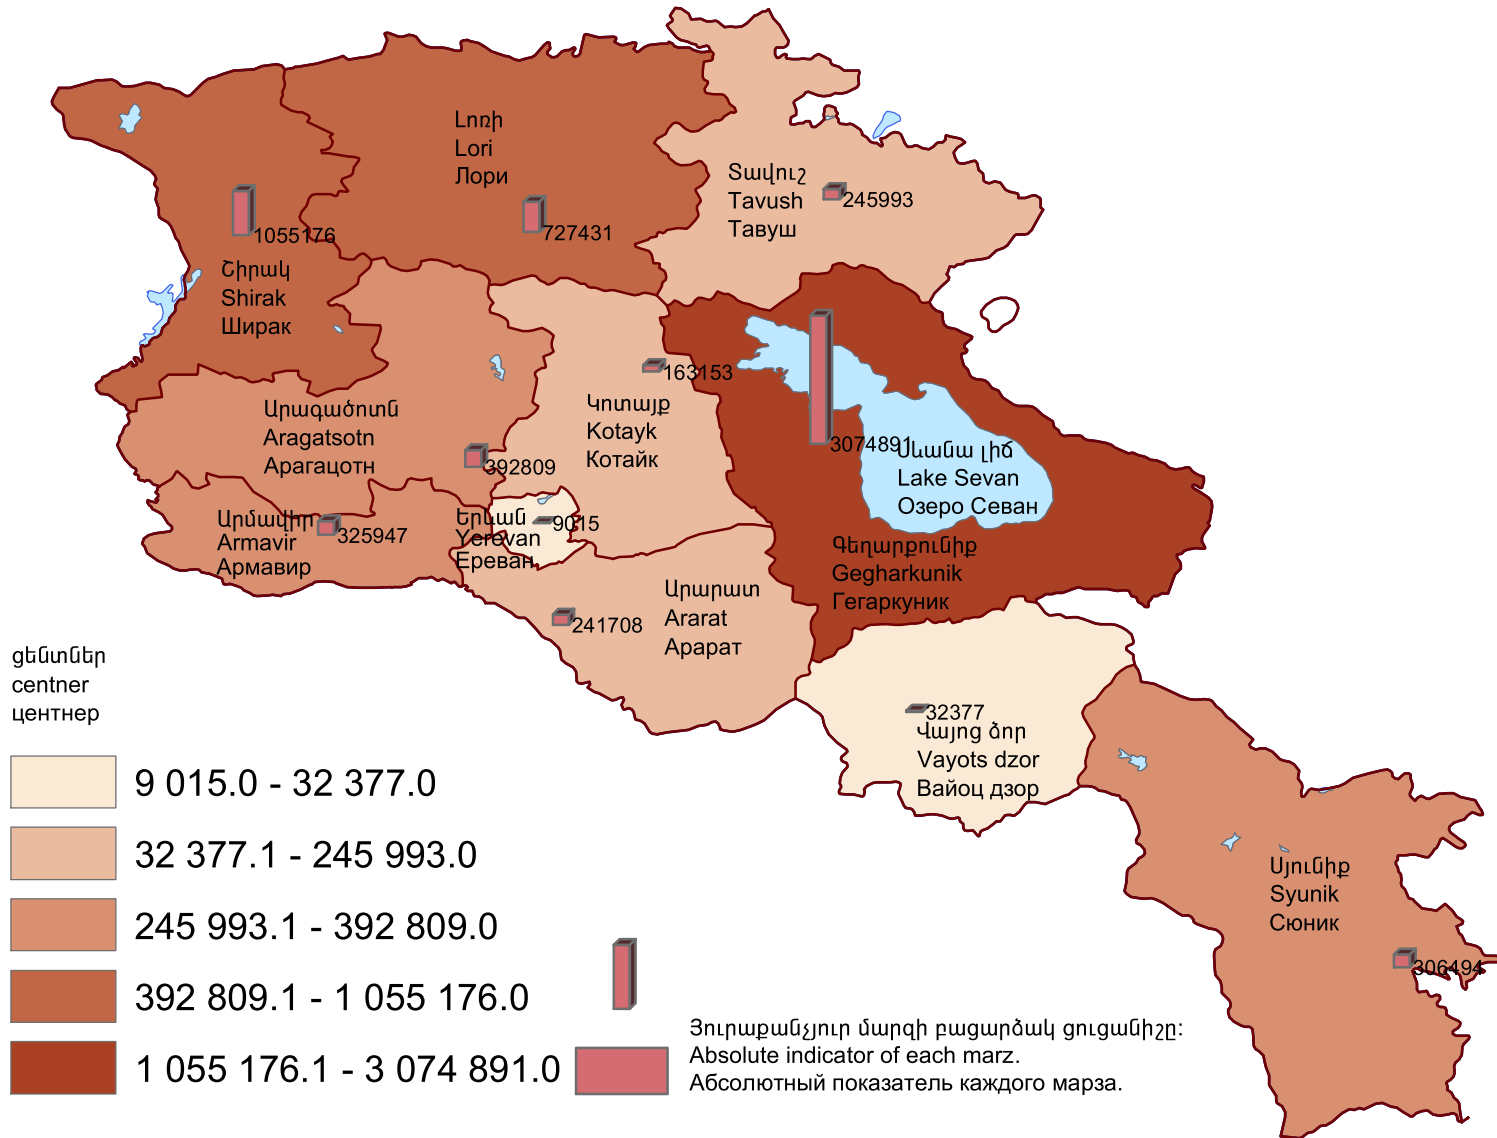 Լոռի
Lori
Лори
727431
Տավուշ
Tavush
Тавуш
245993
1055176
Շիրակ
Shirak
Ширак
163153
Կոտայք
Kotayk
Котайк
Արագածոտն
Aragatsotn
Арагацотн
392809
3074891
Սևանա լիճ
Lake Sevan
Озеро Севан
Արմավիր
Armavir
Армавир
325947
Երևան
Yerevan
Ереван
9015
Գեղարքունիք
Gegharkunik
Гегаркуник
241708
Արարատ
Ararat
Арарат
32377
Վայոց ձոր
Vayots dzor
Вайоц дзор
Սյունիք
Syunik
Сюник
306494
ցենտներ
centner
центнер
9 015.0 - 32 377.0
32 377.1 - 245 993.0
245 993.1 - 392 809.0
392 809.1 - 1 055 176.0
1 055 176.1 - 3 074 891.0
Յուրաքանչյուր մարզի բացարձակ ցուցանիշը:
Absolute indicator of each marz.
Абсолютный показатель каждого марза.